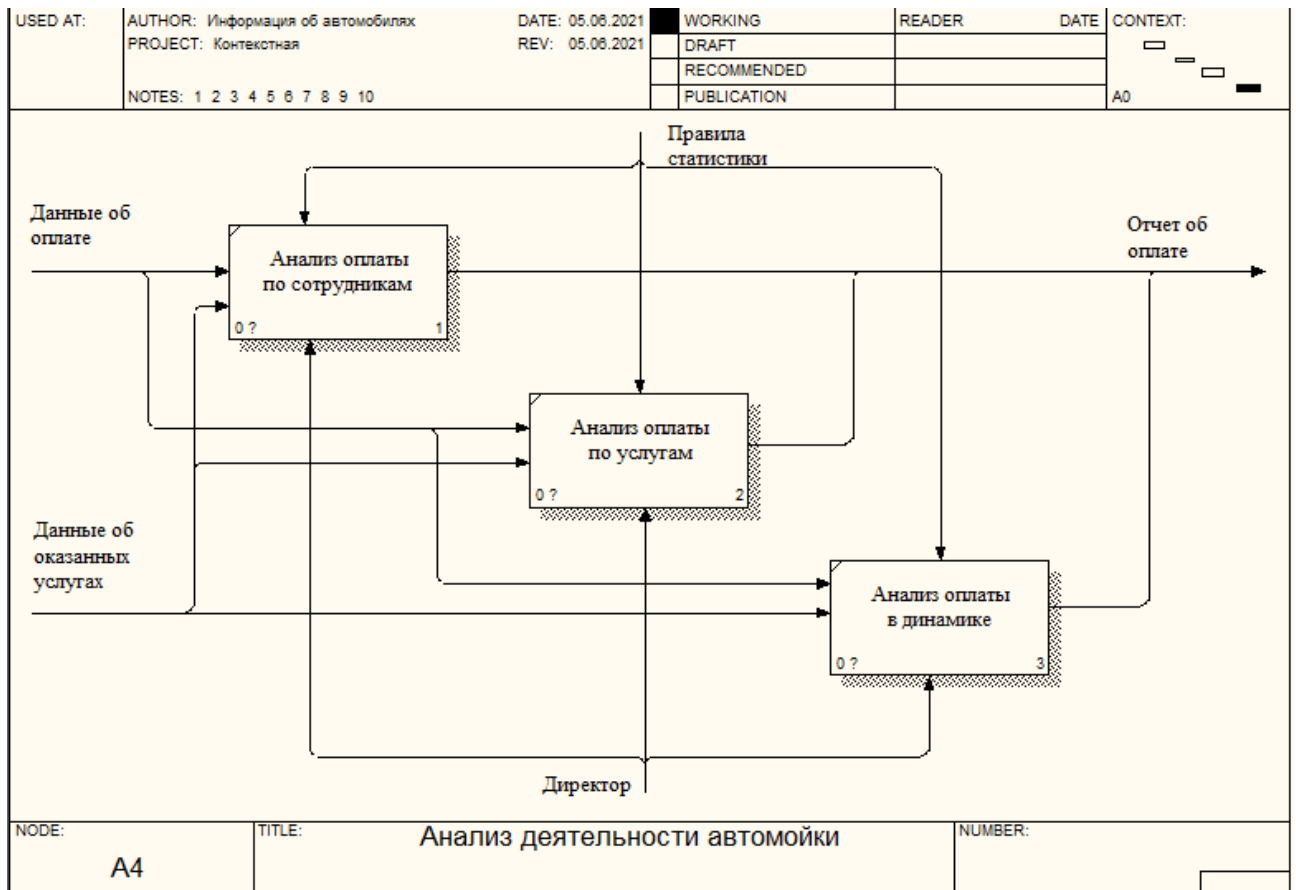 USED AT:
AUTHOR: Информация об автомобилях
DATE: 05.06.2021
PROJECT: Контекстная
REV: 05.06.2021
NOTES: 1 2 3 4 5 6 7 8 9 10
WORKING
DRAFT
RECOMMENDED
PUBLICATION
READER
DATE
CONTEXT:
A0
Правила
статистики
Данные об
оплате
Анализ оплаты
по сотрудникам
0 ?
1
Отчет об
оплате
Анализ оплаты
по услугам
0 ?
2
Данные об
оказанных
услугах
Анализ оплаты
в динамике
0 ?
3
Директор
NODE:
A4
TITLE:
Анализ деятельности автомойки
NUMBER: